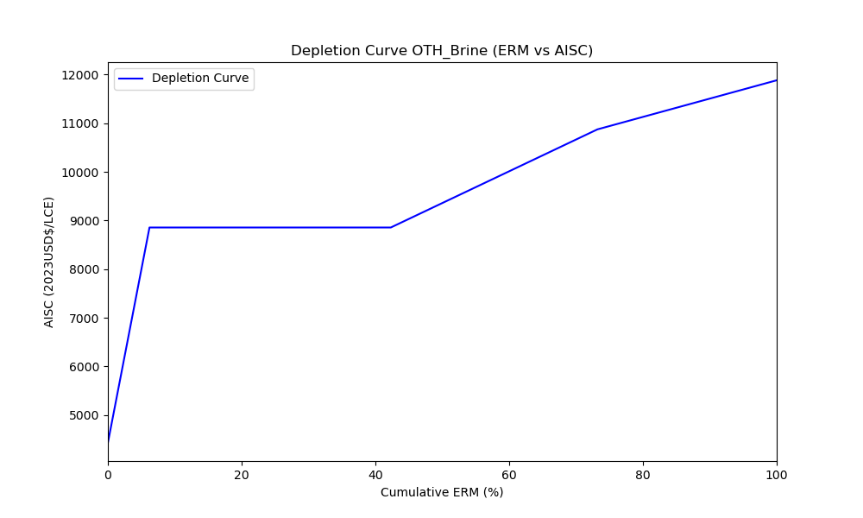 Depletion Curve OTH_Brine (ERM vs AISC)
Depletion Curve
12000
11000
10000
9000
8000
7000
6000
5000
AISC (2023USD$/LCE)
0 20 40 60 80 100
Cumulative ERM (%)